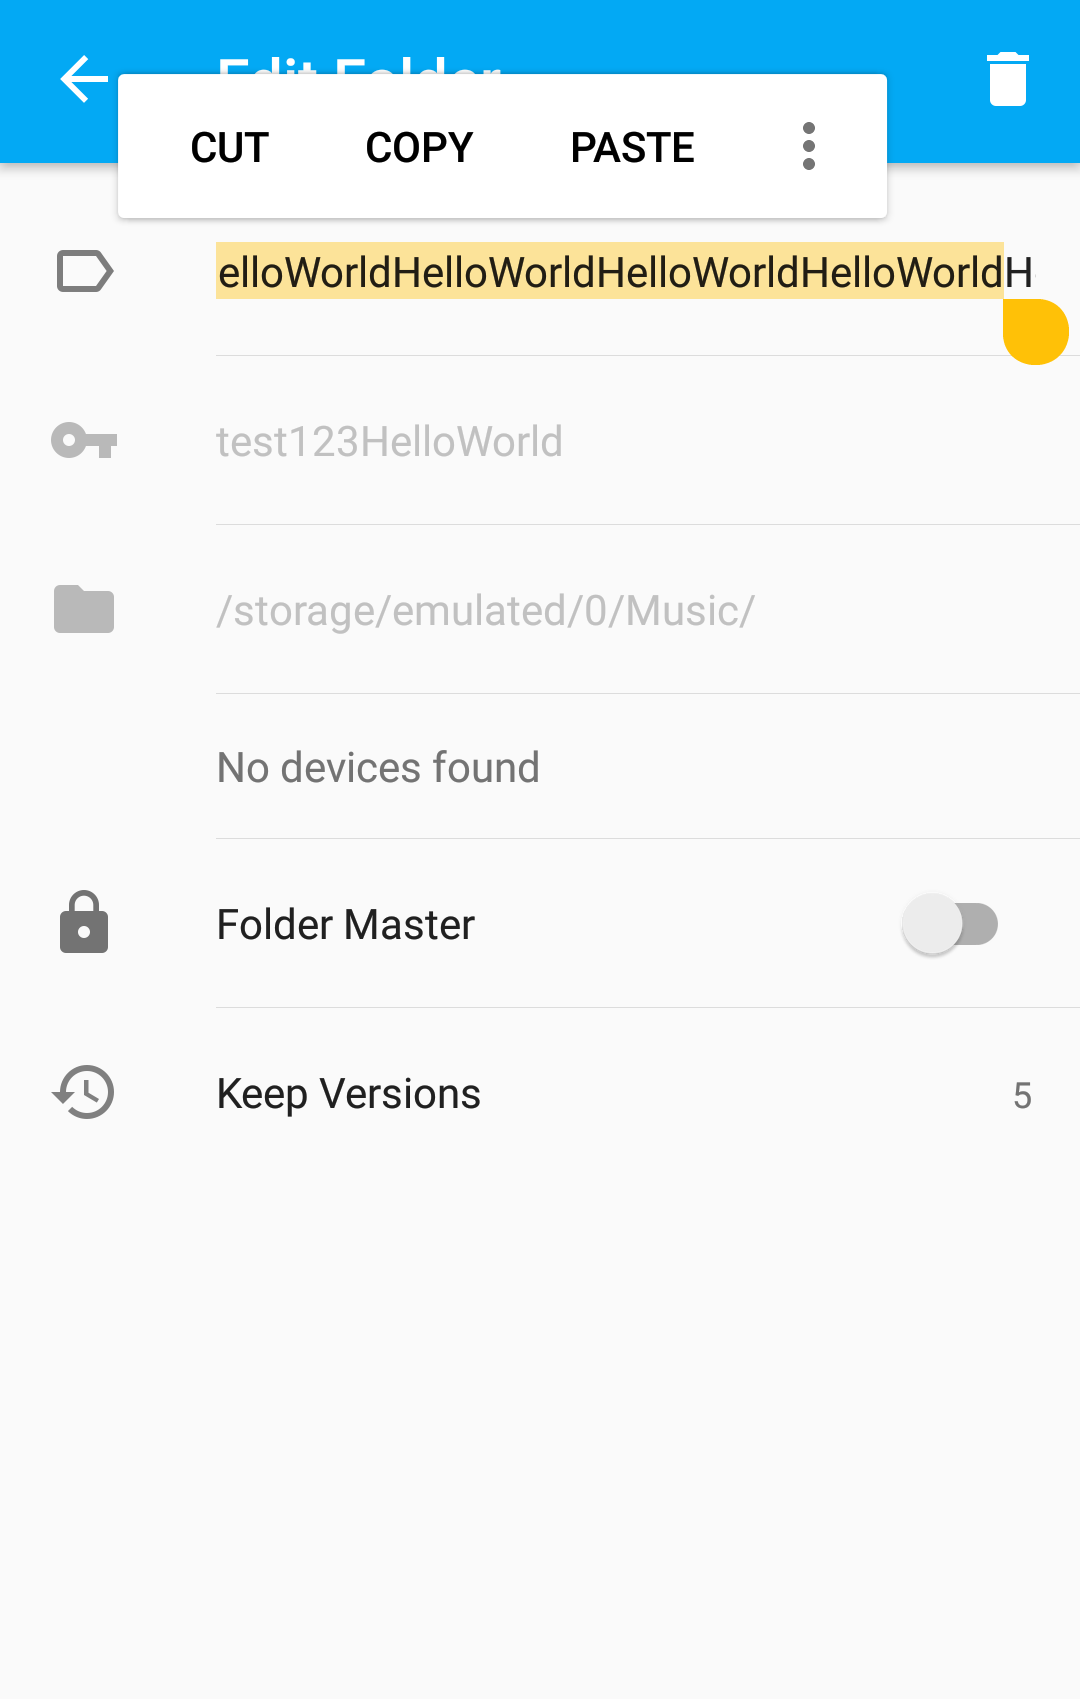 Edit Folder
CUT COPY PASTE
elloWorldHelloWorldHelloWorldHelloWorldH
test123HelloWorld
/storage/emulated/0/Music/
No devices found
Folder Master
Keep Versions 5